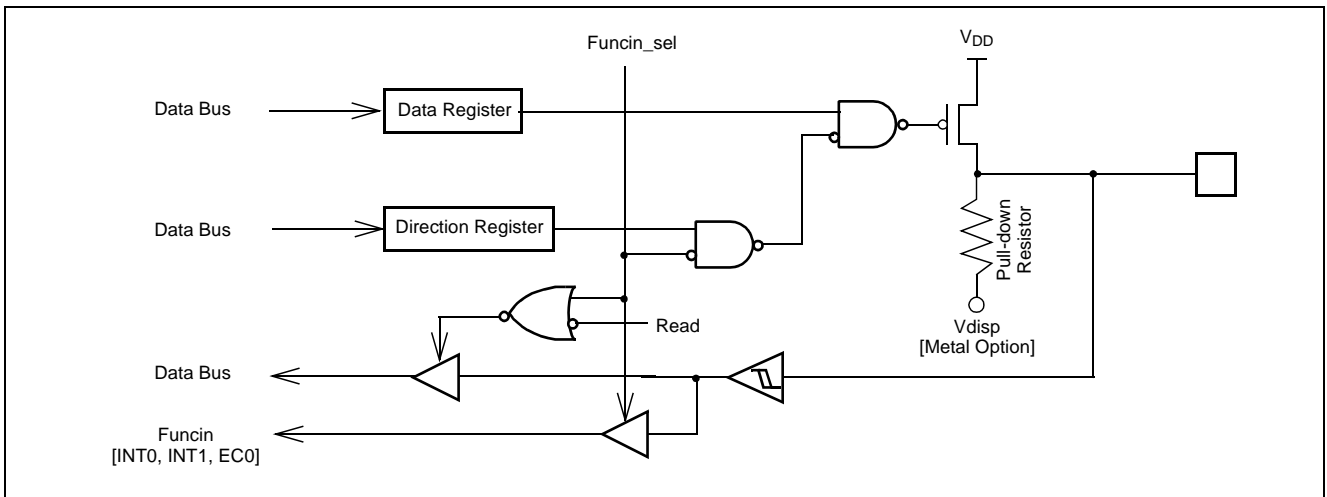 Funcin_sel
VDD
Data Bus
Data Register
Data Bus
Direction Register
Pull-down
Resistor
Read
Vdisp
[Metal Option]
Data Bus
Funcin
[INT0, INT1, EC0]